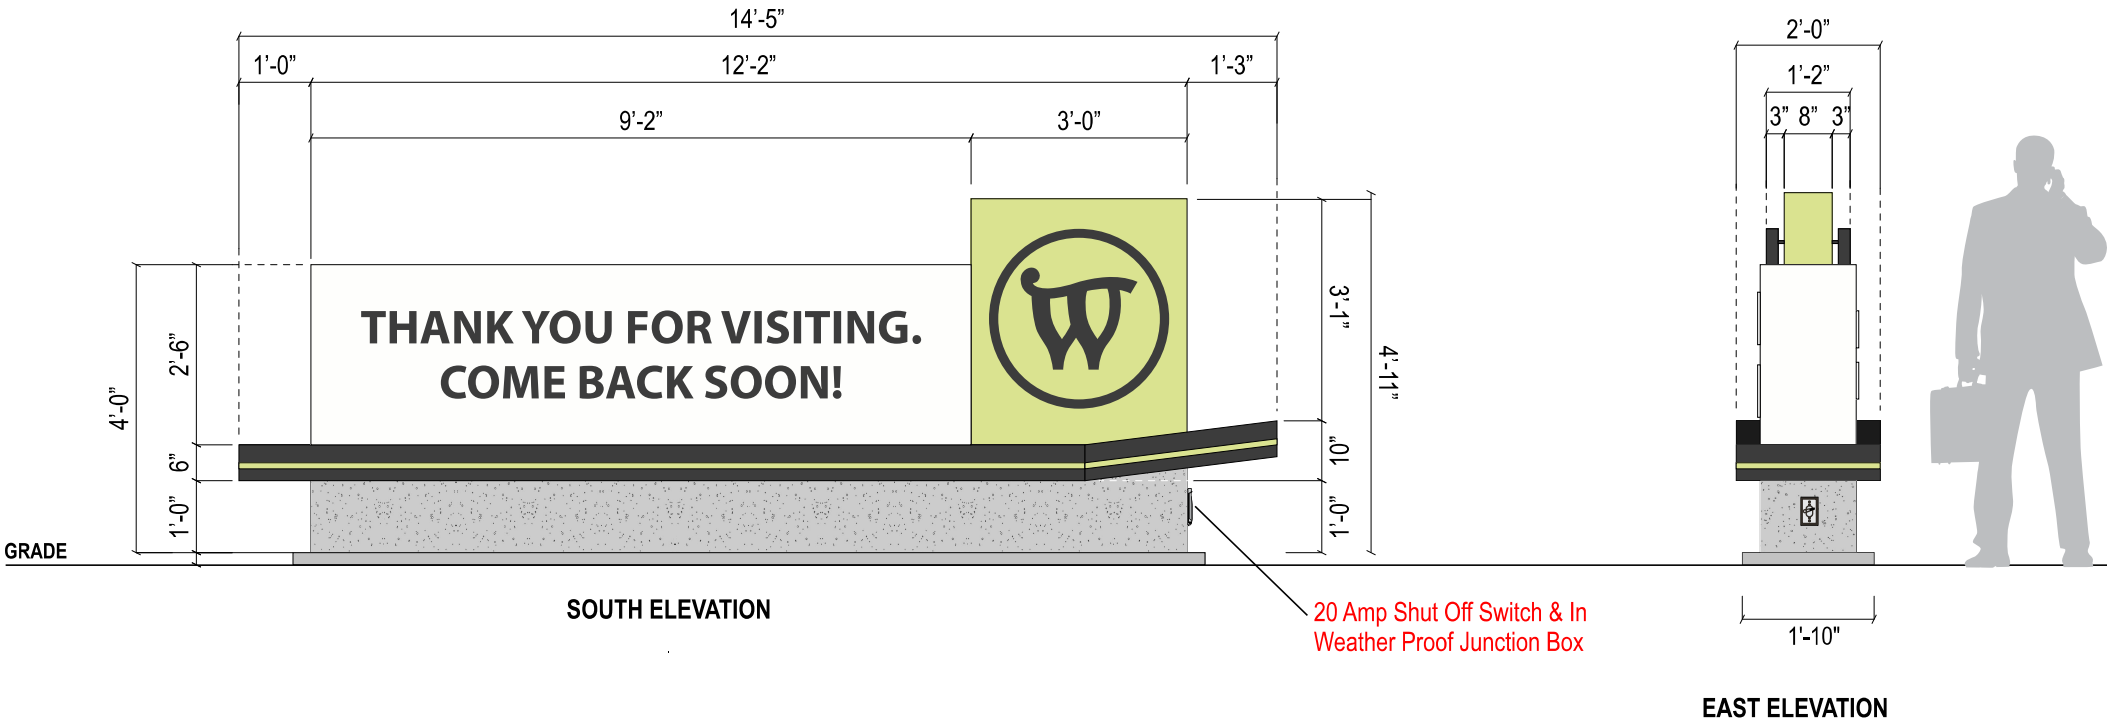 14’-5”
1’-0”
12’-2”
1’-3”
9’-2”
3’-0”
2’-0”
1’-2”
3”
8”
3”
THANK YOU FOR VISITING.
COME BACK SOON!
W
4’-0”
2’-6”
6”
1’-0”
3’-1”
4’-11”
10”
1’-0”
GRADE
SOUTH ELEVATION
20 Amp Shut Off Switch & In
Weather Proof Junction Box
1'-10"
EAST ELEVATION